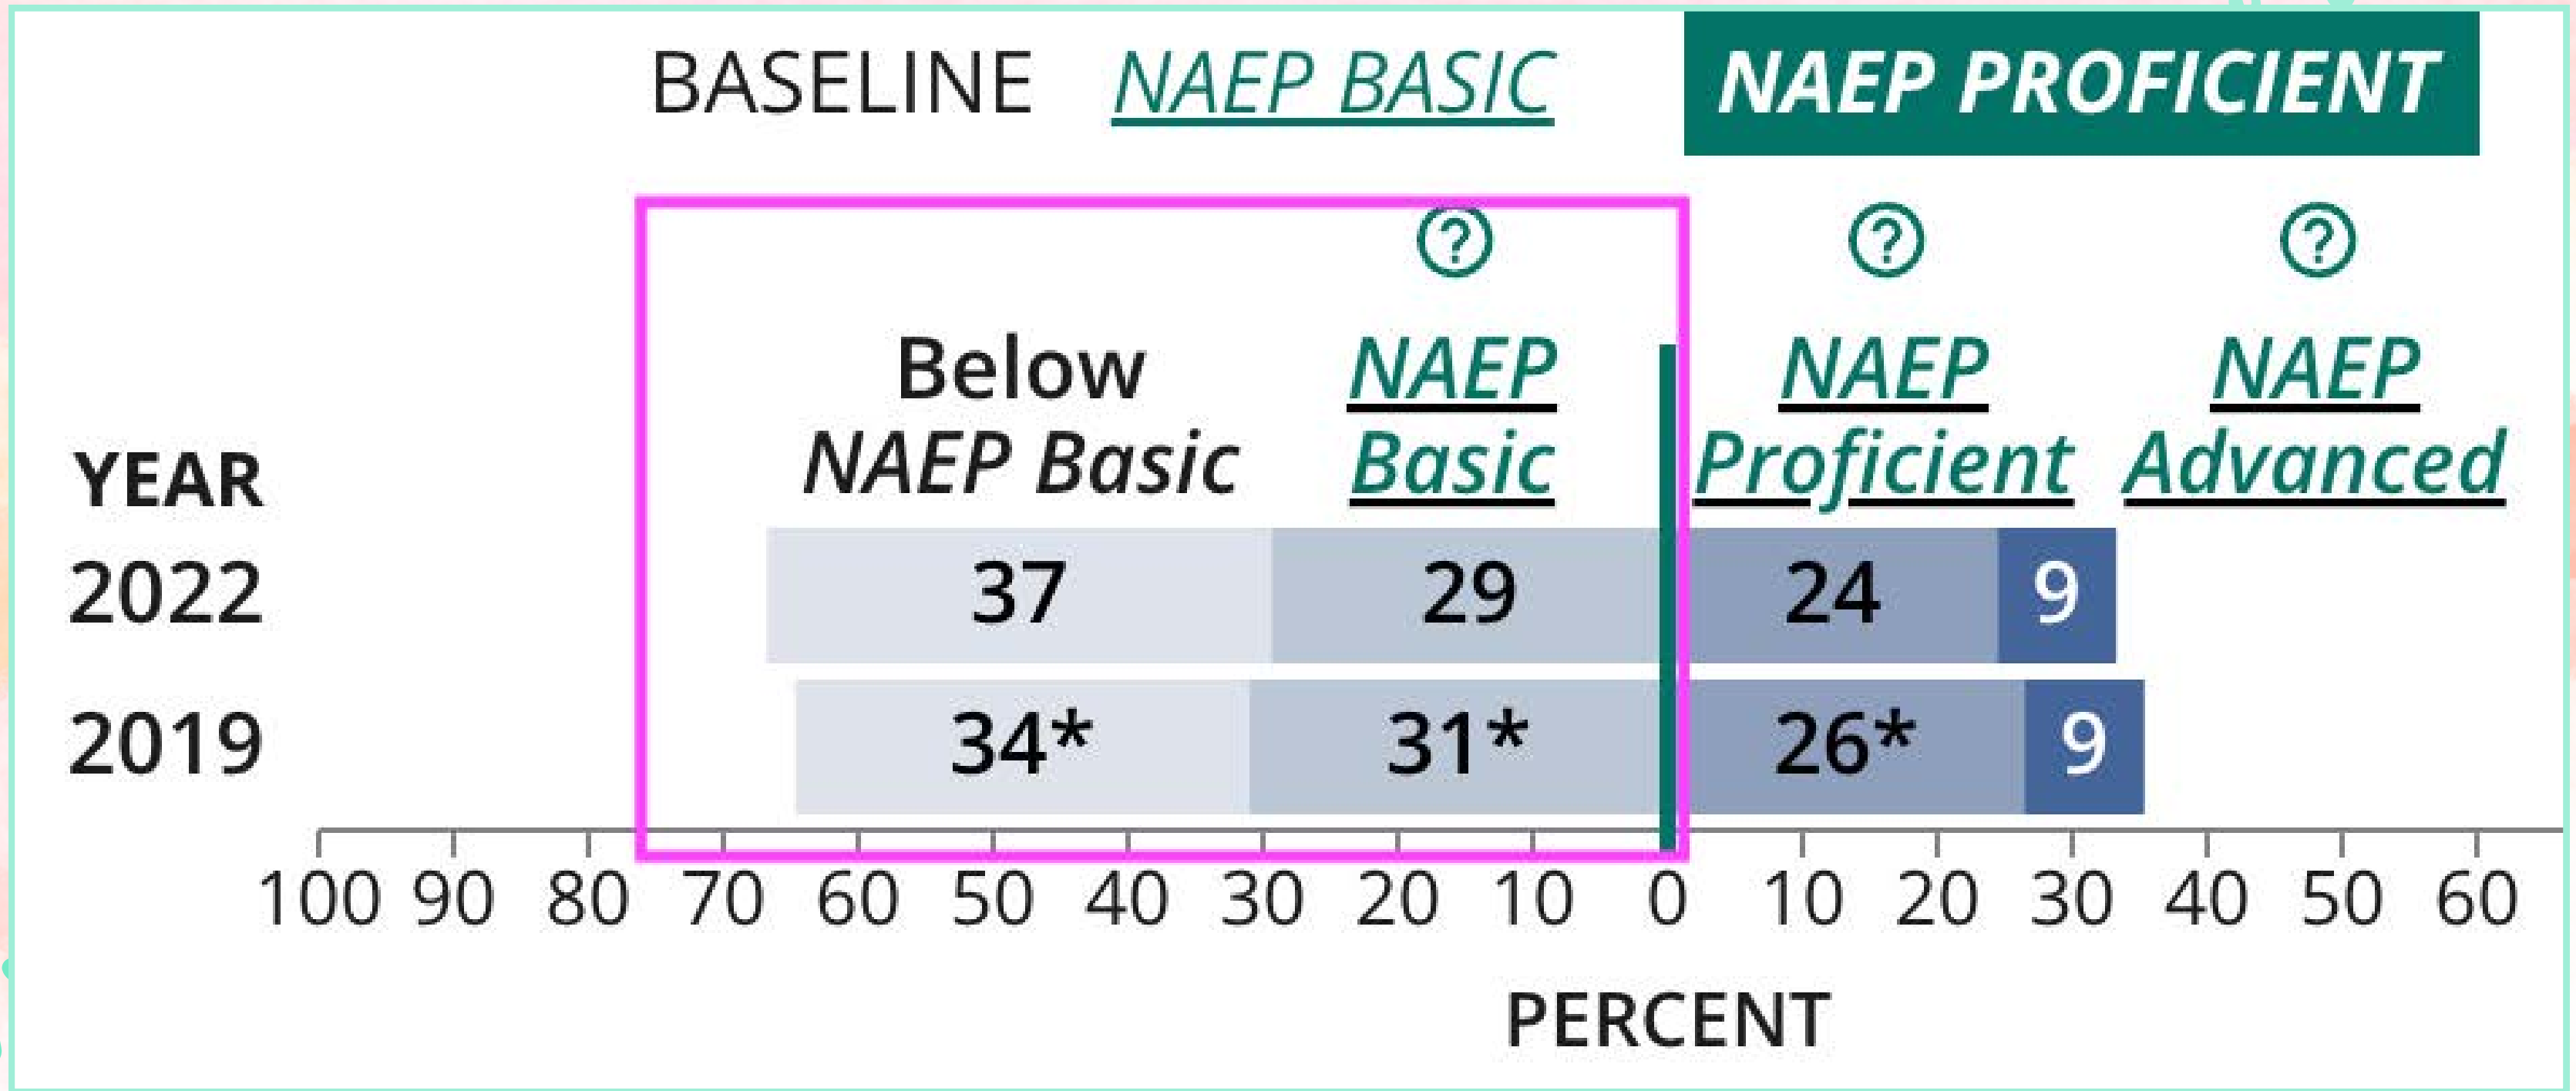 BASELINE NAEP BASIC NAEP PROFICIENT
? ? ?
Below NAEP NAEP NAEP
YEAR NAEP Basic Basic Proficient Advanced
2022 37 29 24 9
2019 34* 31* 26* 9
100 90 80 70 60 50 40 30 20 10 0 10 20 30 40 50 60
PERCENT